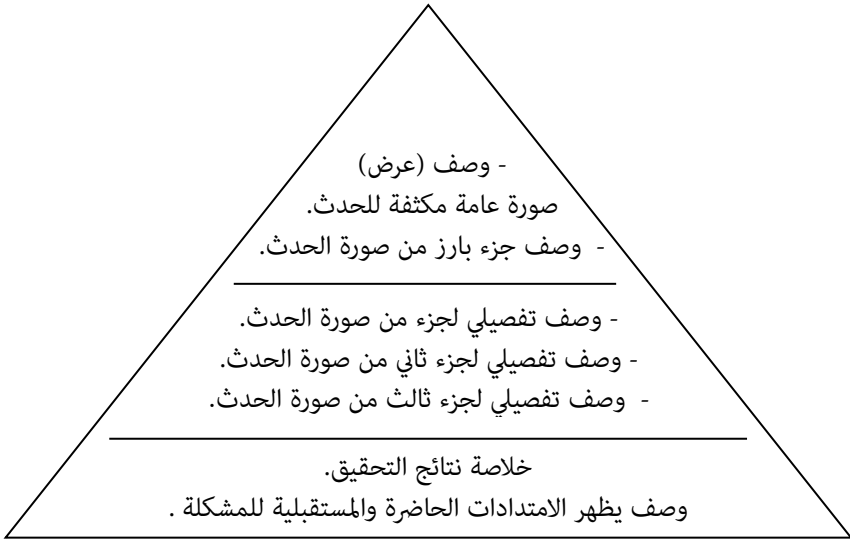 - وصف (عرض)
صورة عامة مكثفة للحدث.
- وصف جزء بارز من صورة الحدث.
- وصف تفصيلي لجزء من صورة الحدث.
- وصف تفصيلي لجزء ثاني من صورة الحدث.
- وصف تفصيلي لجزء ثالث من صورة الحدث.
خلاصة نتائج التحقيق.
وصف يظهر الامتدادات الحاضرة والمستقبلية للمشكلة .